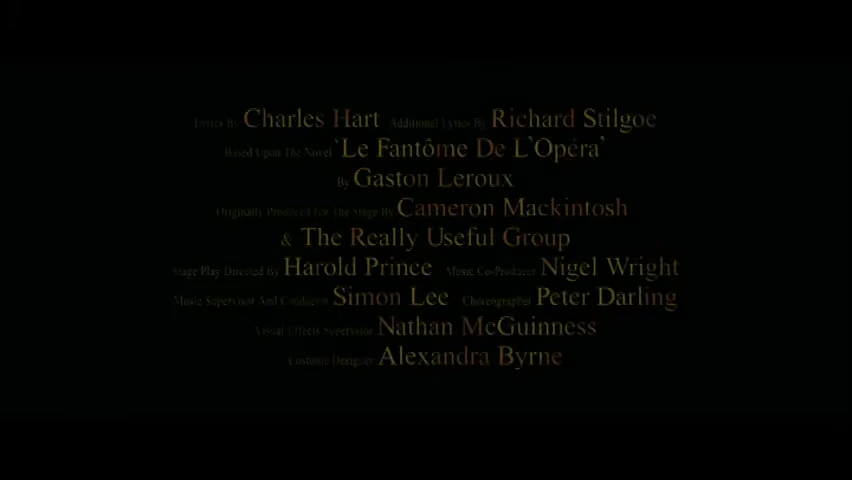 Lyrics By Charles Hart Additional Lyrics By Richard Stilgoe
Based Upon The Novel 'Le Fantôme De L'Opéra'
By Gaston Leroux
Originally Produced For The Stage By Cameron Mackintosh
& The Really Useful Group
Stage Play Directed By Harold Prince Music Co-Producer Nigel Wright
Music Supervisor And Conductor Simon Lee Choreographer Peter Darling
Visual Effects Supervisor Nathan McGuinness
Costume Designer Alexandra Byrne